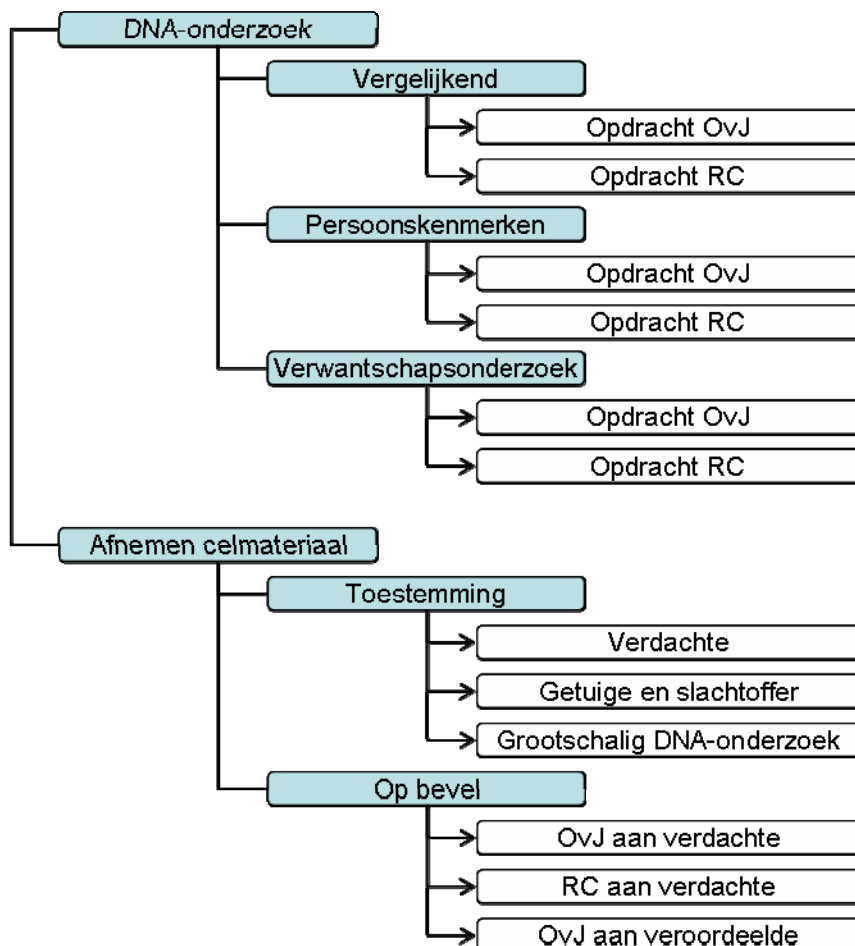 DNA-onderzoek
Vergelijkend
Opdracht OvJ
Opdracht RC
Persoonskenmerken
Opdracht OvJ
Opdracht RC
Verwantschapsonderzoek
Opdracht OvJ
Opdracht RC
Afnemen celmateriaal
Toestemming
Verdachte
Getuige en slachtoffer
Grootschalig DNA-onderzoek
Op bevel
OvJ aan verdachte
RC aan verdachte
OvJ aan veroordeelde